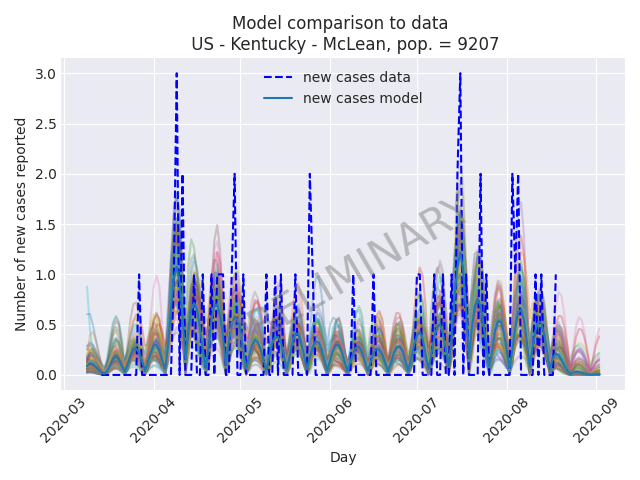 Model comparison to data
US - Kentucky - McLean, pop. = 9207
new cases data
new cases model
PRELIMINARY
Number of new cases reported
3.0
2.5
2.0
1.5
1.0
0.5
0.0
2020-03
2020-04
2020-05
2020-06
2020-07
2020-08
2020-09
Day